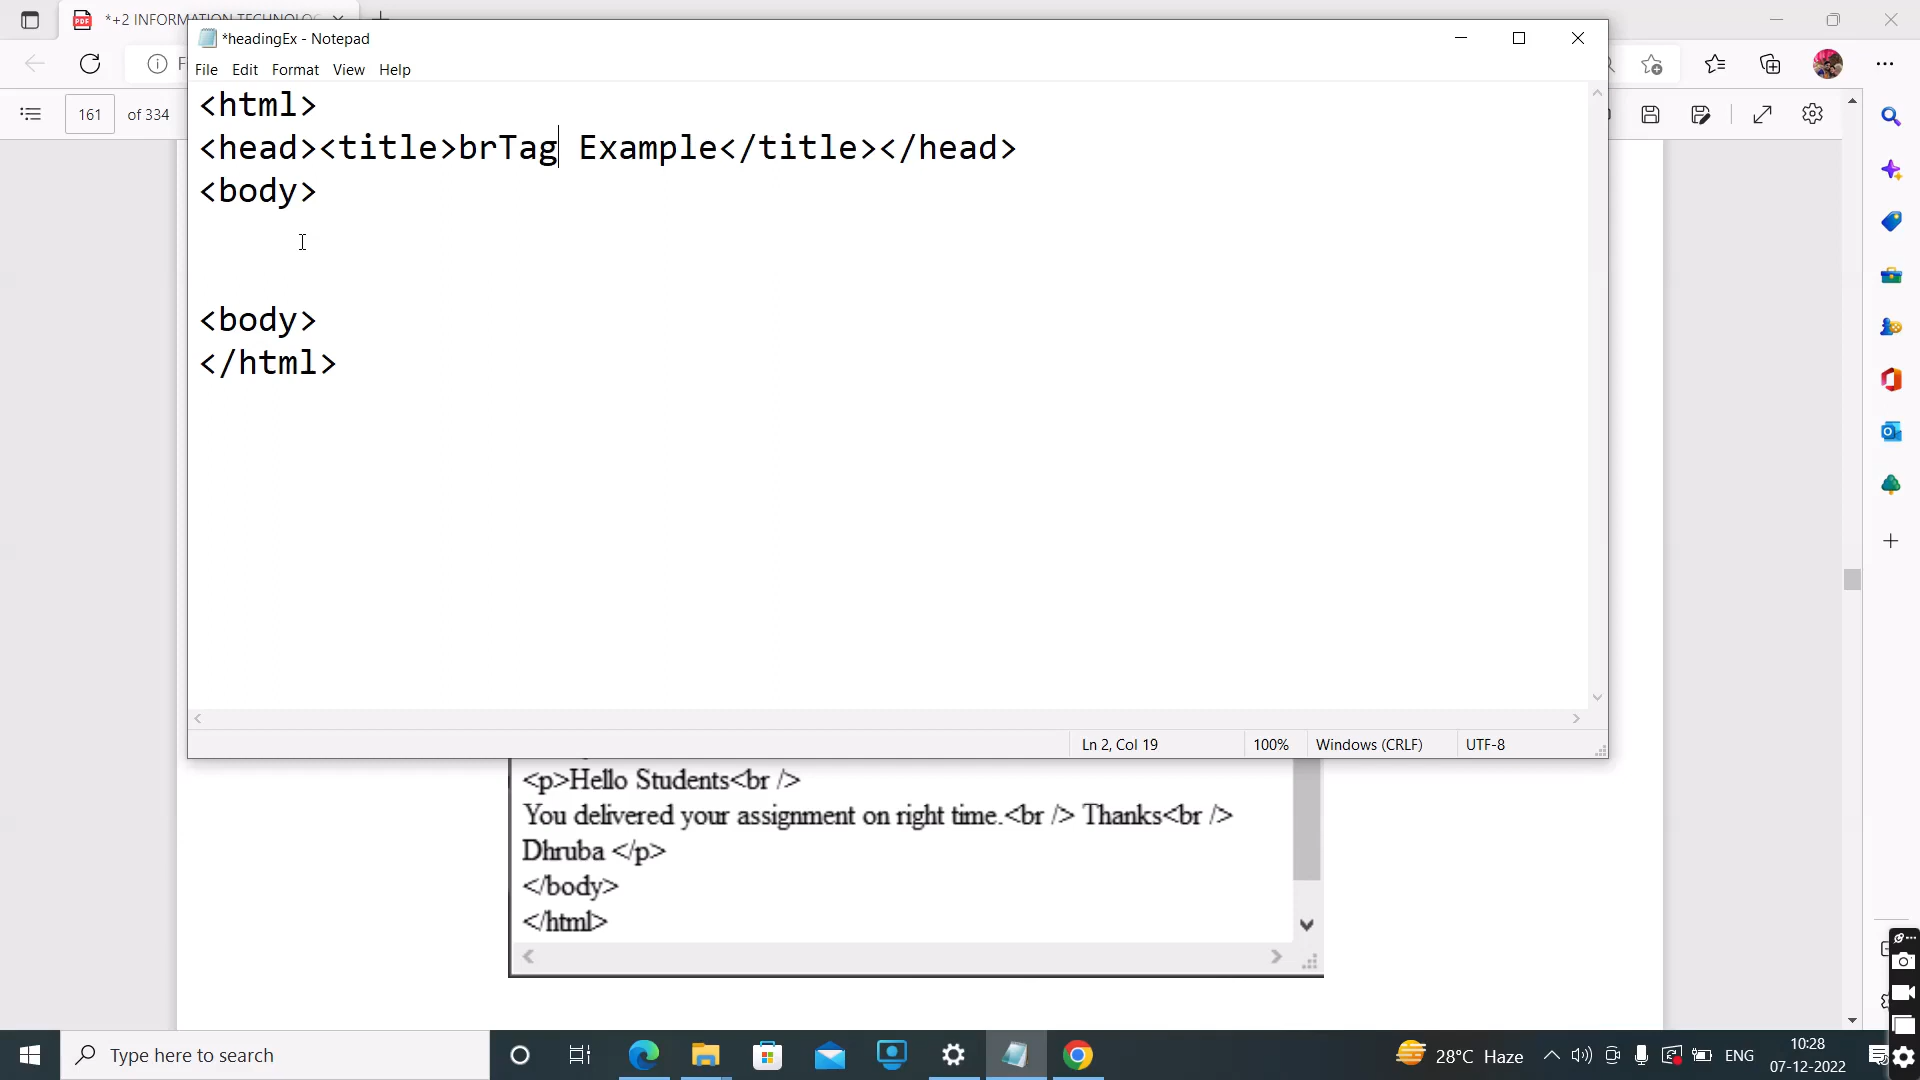 *+2 INFORMATION TECHNOLOG
*headingEx - Notepad
File Edit Format View Help
161 of 334
<html>
<head><title>brTag Example</title></head>
<body>
<body>
</html>
Ln 2, Col 19 100% Windows (CRLF) UTF-8
<p>Hello Students<br />
You delivered your assignment on right time.<br /> Thanks<br />
Dhruba </p>
</body>
</html>
Type here to search
28°C Haze
ENG
10:28
07-12-2022